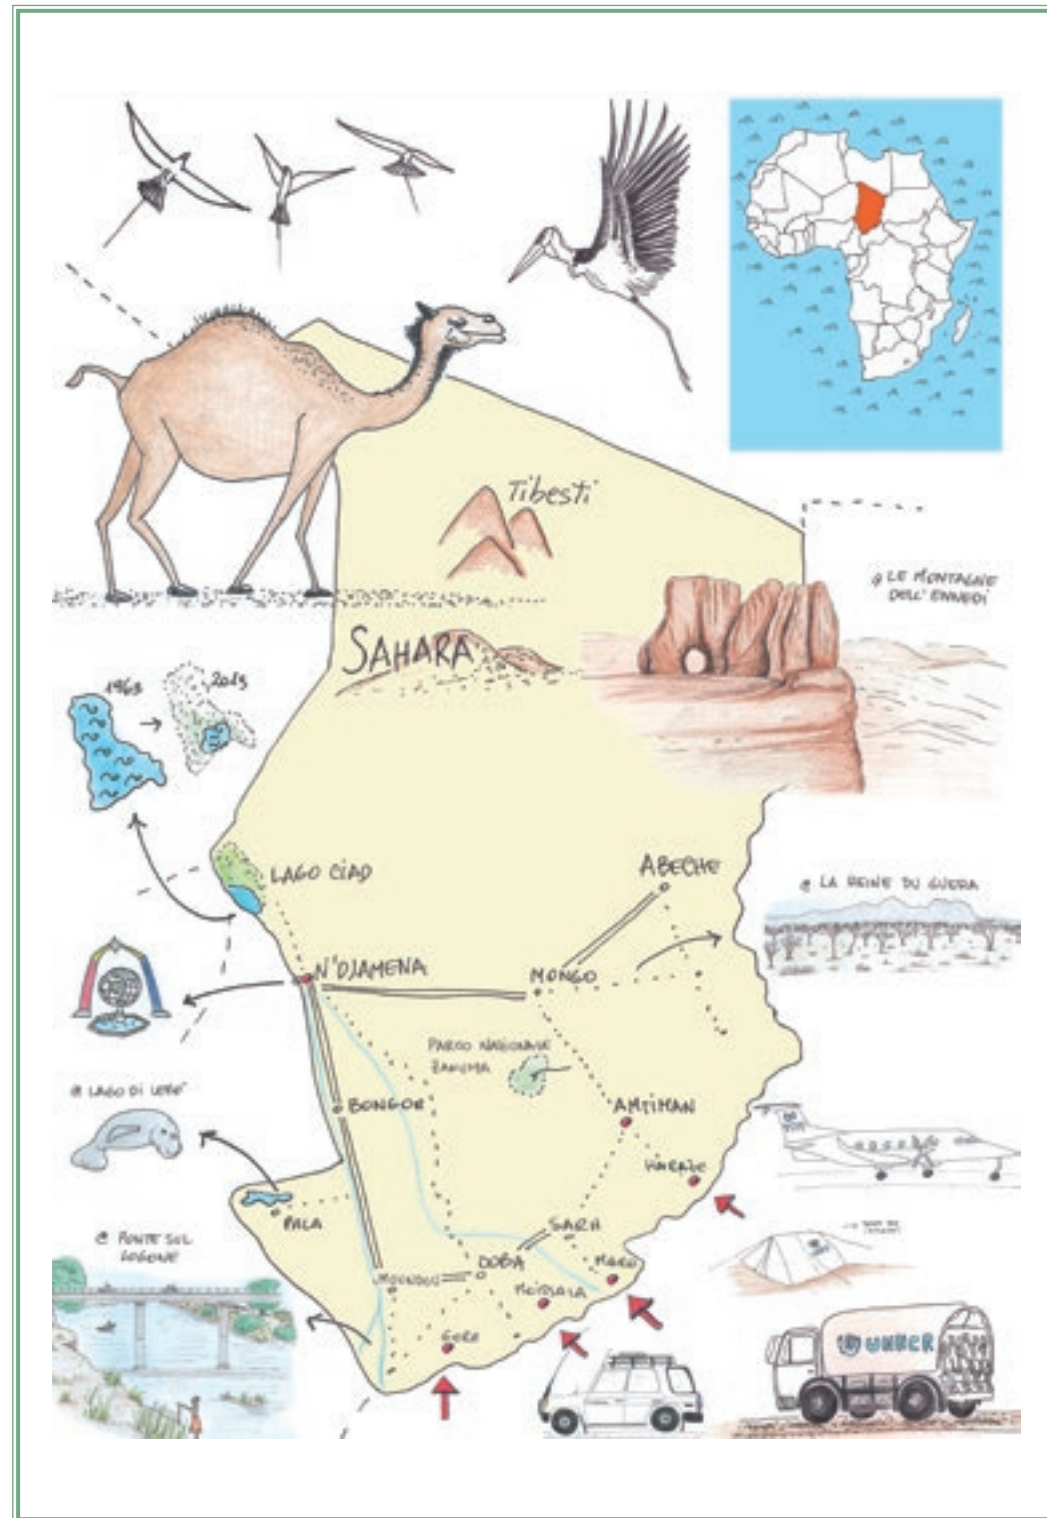 Tibesti
LE MONTAGNE
DELL'ENNEDI
SAHARA
1963
2013
LAGO CIAD
ABECHE
LA REINE DU GUERA
N'DJAMENA
MONGO
PARCO NAZIONALE
ZAKUMA
LAGO DI LERE'
BONGOR
AMTIMAN
HARAZE
PALA
SARH
PONTE SUL
LOGONE
DOBA
MARO
MOUNDOU
MOISSALA
GORE
UNHCR